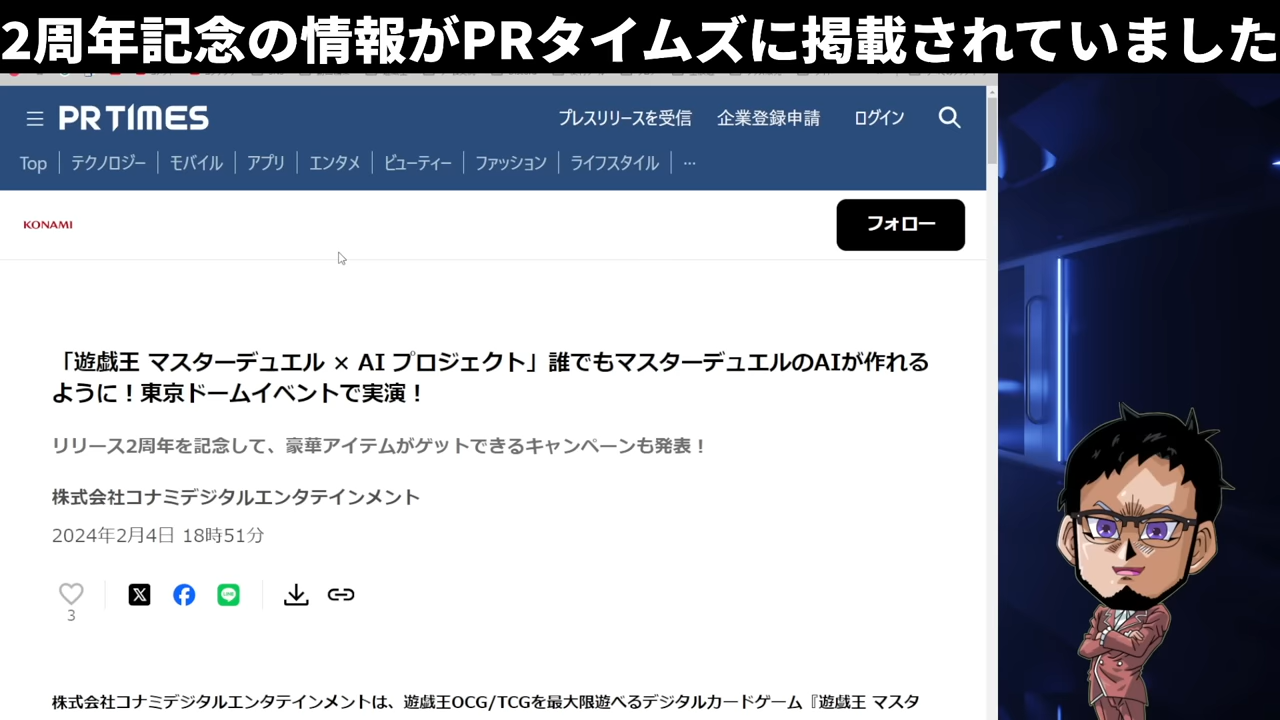 2周年記念の情報がPRタイムズに掲載されていました
PR TIMES
プレスリリースを受信 企業登録申請 ログイン
Top テクノロジー モバイル アプリ エンタメ ビューティー ファッション ライフスタイル …
KONAMI
フォロー
「遊戯王 マスターデュエル × AI プロジェクト」誰でもマスターデュエルのAIが作れる
ように！東京ドームイベントで実演！
リリース2周年を記念して、豪華アイテムがゲットできるキャンペーンも発表！
株式会社コナミデジタルエンタテインメント
2024年2月4日 18時51分
3
株式会社コナミデジタルエンタテインメントは、遊戯王OCG/TCGを最大限遊べるデジタルカードゲーム『遊戯王 マスタ